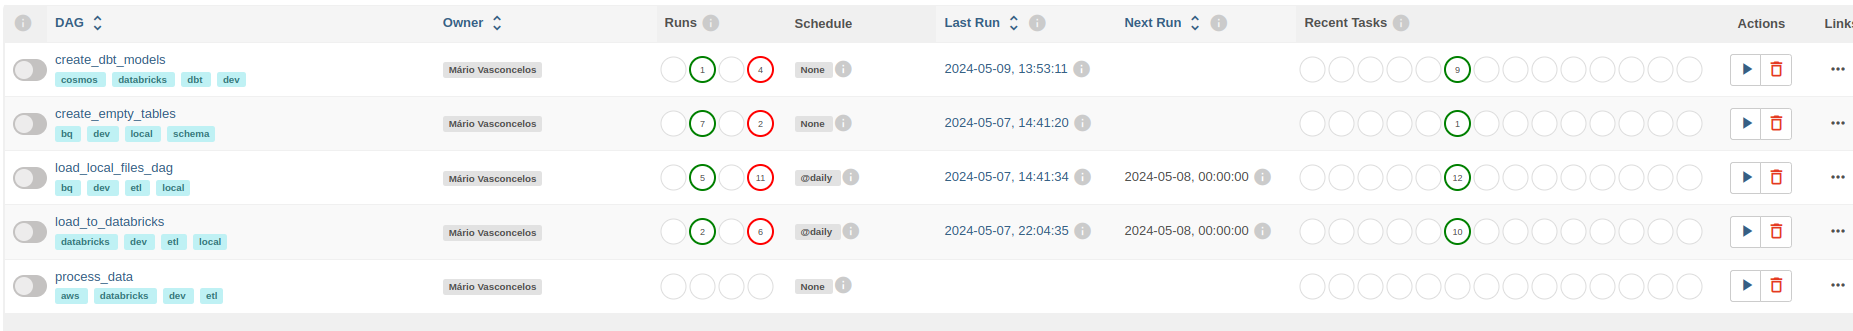 DAG Owner Runs Schedule Last Run Next Run Recent Tasks Actions Links
create_dbt_models
cosmos databricks dbt dev Mário Vasconcelos 1 4 None 2024-05-09, 13:53:11 9
create_empty_tables
bq dev local schema Mário Vasconcelos 7 2 None 2024-05-07, 14:41:20 1
load_local_files_dag
bq dev etl local Mário Vasconcelos 5 11 @daily 2024-05-07, 14:41:34 2024-05-08, 00:00:00 12
load_to_databricks
databricks dev etl local Mário Vasconcelos 2 6 @daily 2024-05-07, 22:04:35 2024-05-08, 00:00:00 10
process_data
aws databricks dev etl Mário Vasconcelos None